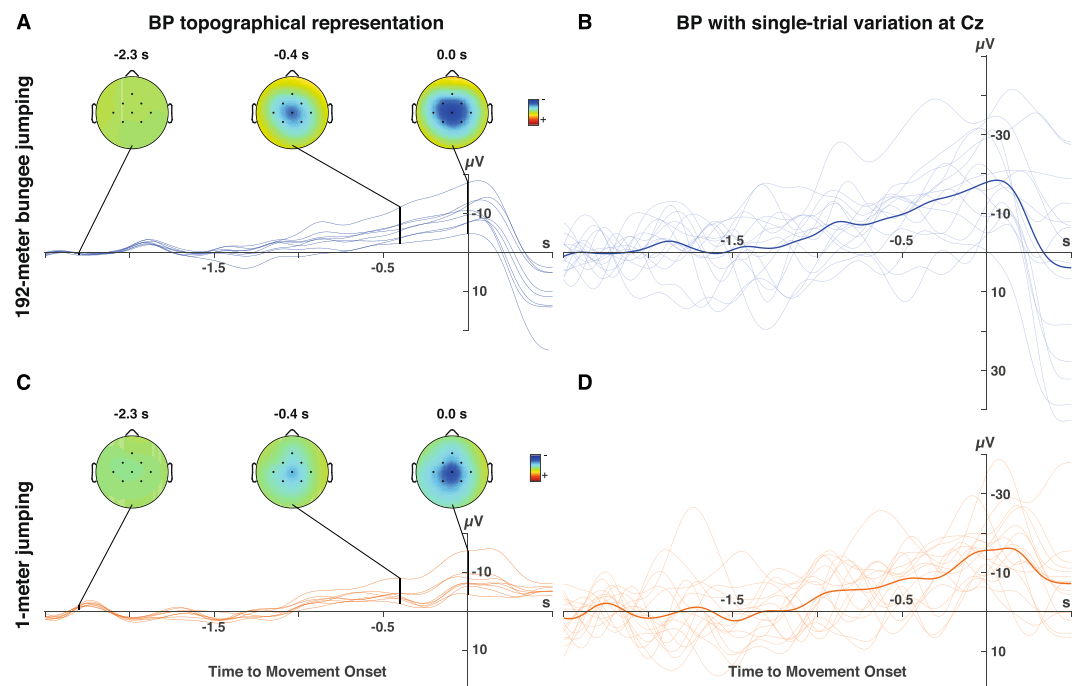 A BP topographical representation
B BP with single-trial variation at Cz
192-meter bungee jumping
-2.3 s -0.4 s 0.0 s
-
+
µV
-10
s
-1.5 -0.5
10
µV
-30
-10
s
-1.5 -0.5
10
30
C
D
1-meter jumping
-2.3 s -0.4 s 0.0 s
-
+
µV
-10
s
-1.5 -0.5
10
Time to Movement Onset
µV
-30
-10
s
-1.5 -0.5
10
Time to Movement Onset